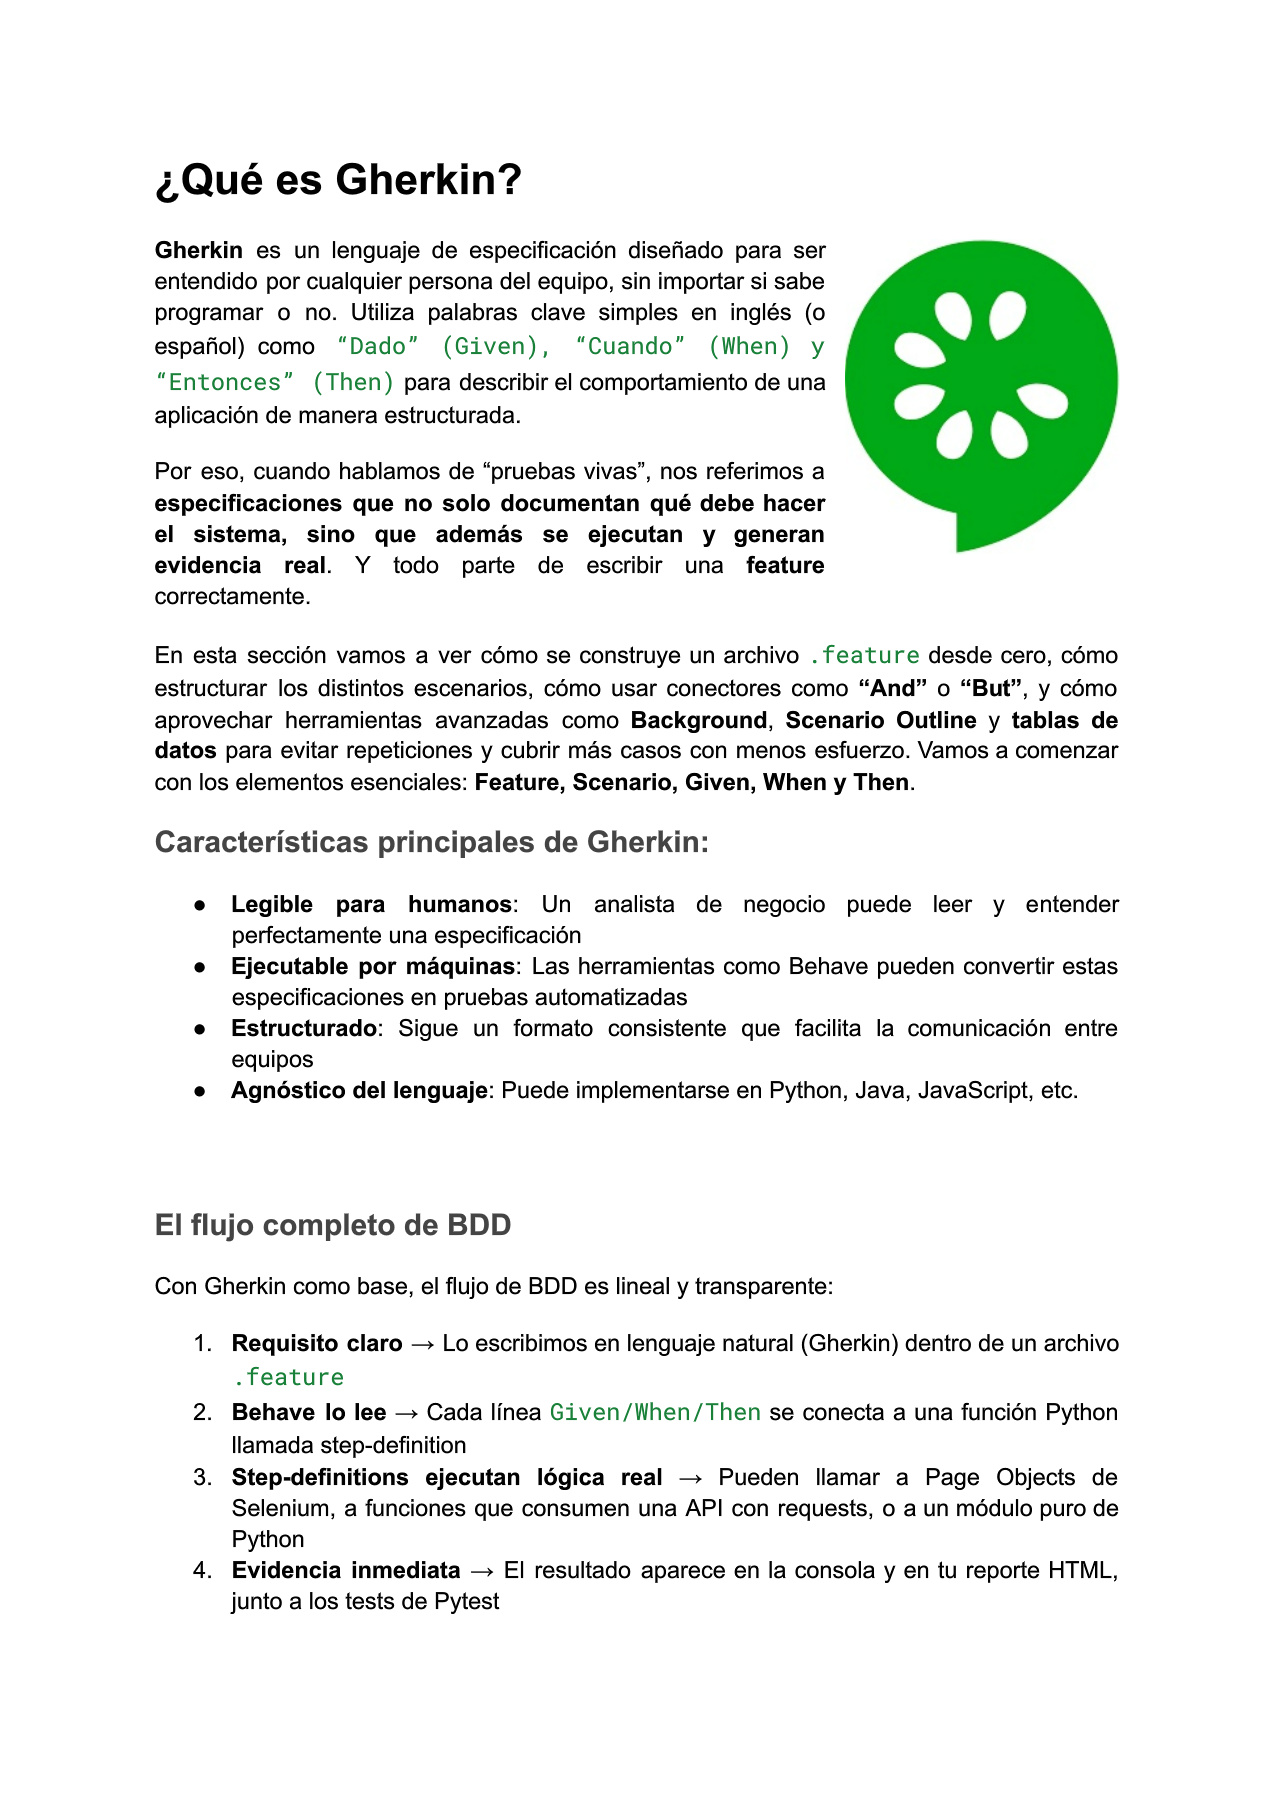 ¿Qué es Gherkin?
Gherkin es un lenguaje de especificación diseñado para ser
entendido por cualquier persona del equipo, sin importar si sabe
programar o no. Utiliza palabras clave simples en inglés (o
español) como “Dado” (Given), “Cuando” (When) y
“Entonces” (Then) para describir el comportamiento de una
aplicación de manera estructurada.
Por eso, cuando hablamos de “pruebas vivas”, nos referimos a
especificaciones que no solo documentan qué debe hacer
el sistema, sino que además se ejecutan y generan
evidencia real. Y todo parte de escribir una feature
correctamente.
En esta sección vamos a ver cómo se construye un archivo .feature desde cero, cómo
estructurar los distintos escenarios, cómo usar conectores como “And” o “But”, y cómo
aprovechar herramientas avanzadas como Background, Scenario Outline y tablas de
datos para evitar repeticiones y cubrir más casos con menos esfuerzo. Vamos a comenzar
con los elementos esenciales: Feature, Scenario, Given, When y Then.
Características principales de Gherkin:
● Legible para humanos: Un analista de negocio puede leer y entender
perfectamente una especificación
● Ejecutable por máquinas: Las herramientas como Behave pueden convertir estas
especificaciones en pruebas automatizadas
● Estructurado: Sigue un formato consistente que facilita la comunicación entre
equipos
● Agnóstico del lenguaje: Puede implementarse en Python, Java, JavaScript, etc.
El flujo completo de BDD
Con Gherkin como base, el flujo de BDD es lineal y transparente:
1. Requisito claro → Lo escribimos en lenguaje natural (Gherkin) dentro de un archivo
.feature
2. Behave lo lee → Cada línea Given/When/Then se conecta a una función Python
llamada step-definition
3. Step-definitions ejecutan lógica real → Pueden llamar a Page Objects de
Selenium, a funciones que consumen una API con requests, o a un módulo puro de
Python
4. Evidencia inmediata → El resultado aparece en la consola y en tu reporte HTML,
junto a los tests de Pytest